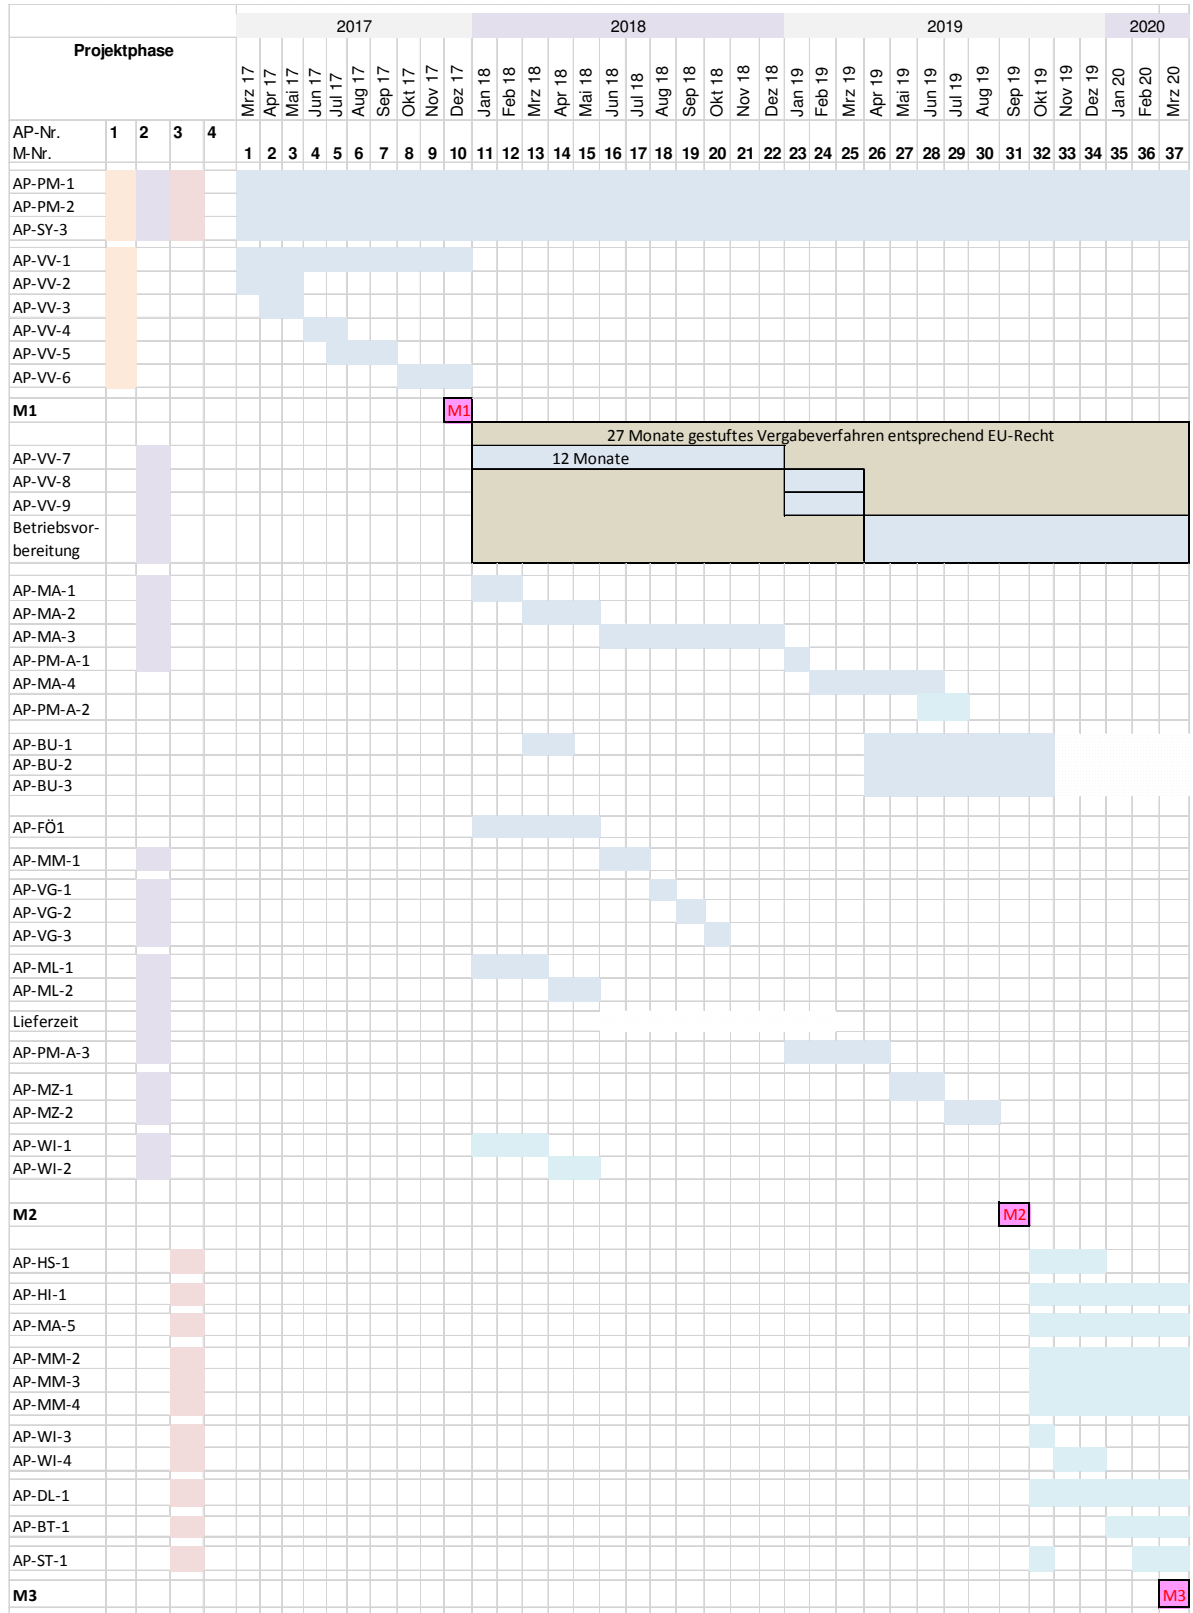 2017 2018 2019 2020
Projektphase
Mrz 17 Apr 17 Mai 17 Jun 17 Jul 17 Aug 17 Sep 17 Okt 17 Nov 17 Dez 17 Jan 18 Feb 18 Mrz 18 Apr 18 Mai 18 Jun 18 Jul 18 Aug 18 Sep 18 Okt 18 Nov 18 Dez 18 Jan 19 Feb 19 Mrz 19 Apr 19 Mai 19 Jun 19 Jul 19 Aug 19 Sep 19 Okt 19 Nov 19 Dez 19 Jan 20 Feb 20 Mrz 20
AP-Nr. 1 2 3 4
M-Nr. 1 2 3 4 5 6 7 8 9 10 11 12 13 14 15 16 17 18 19 20 21 22 23 24 25 26 27 28 29 30 31 32 33 34 35 36 37
AP-PM-1
AP-PM-2
AP-SY-3
AP-VV-1
AP-VV-2
AP-VV-3
AP-VV-4
AP-VV-5
AP-VV-6
M1 M1
27 Monate gestuftes Vergabeverfahren entsprechend EU-Recht
AP-VV-7 12 Monate
AP-VV-8
AP-VV-9
Betriebsvor-
bereitung
AP-MA-1
AP-MA-2
AP-MA-3
AP-PM-A-1
AP-MA-4
AP-PM-A-2
AP-BU-1
AP-BU-2
AP-BU-3
AP-FÖ1
AP-MM-1
AP-VG-1
AP-VG-2
AP-VG-3
AP-ML-1
AP-ML-2
Lieferzeit
AP-PM-A-3
AP-MZ-1
AP-MZ-2
AP-WI-1
AP-WI-2
M2 M2
AP-HS-1
AP-HI-1
AP-MA-5
AP-MM-2
AP-MM-3
AP-MM-4
AP-WI-3
AP-WI-4
AP-DL-1
AP-BT-1
AP-ST-1
M3 M3